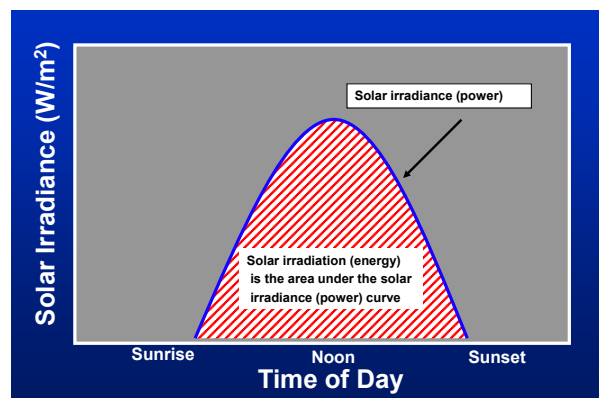 Solar Irradiance (W/m²)
Solar irradiance (power)
Solar irradiation (energy)
is the area under the solar
irradiance (power) curve
Sunrise
Noon
Sunset
Time of Day